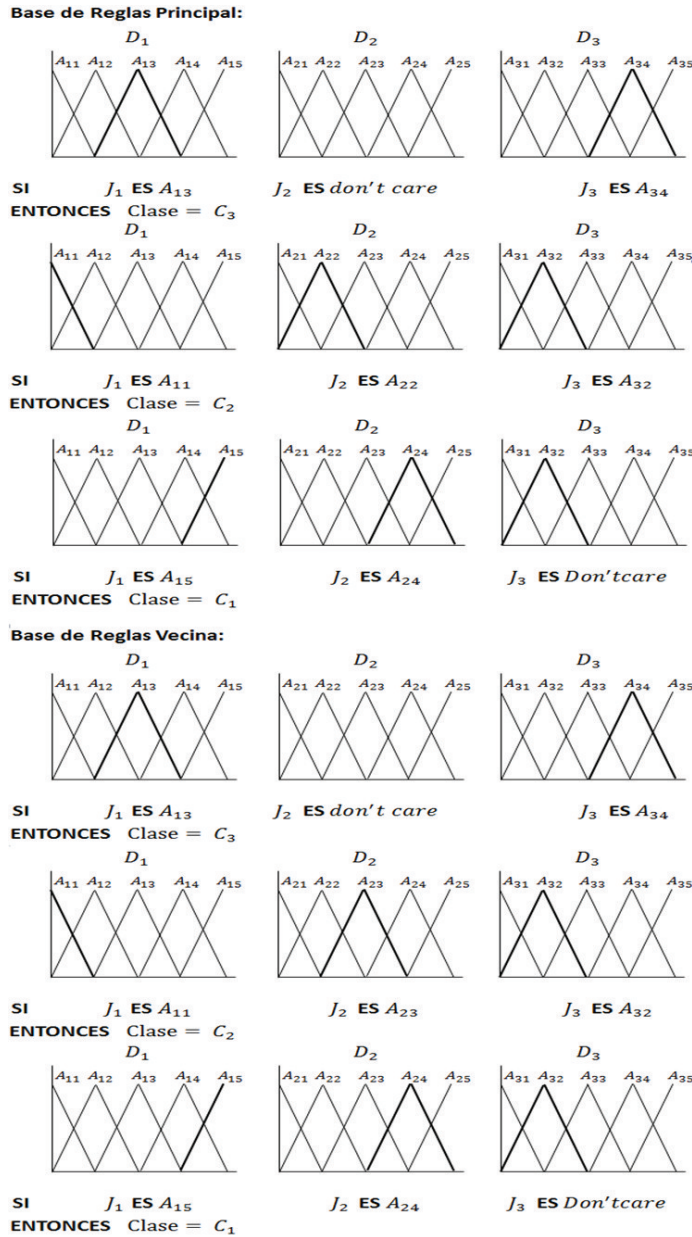 Base de Reglas Principal:
D₁ D₂ D₃
A₁₁ A₁₂ A₁₃ A₁₄ A₁₅ A₂₁ A₂₂ A₂₃ A₂₄ A₂₅ A₃₁ A₃₂ A₃₃ A₃₄ A₃₅
SI J₁ ES A₁₃ J₂ ES don't care J₃ ES A₃₄
ENTONCES Clase = C₃
D₁ D₂ D₃
A₁₁ A₁₂ A₁₃ A₁₄ A₁₅ A₂₁ A₂₂ A₂₃ A₂₄ A₂₅ A₃₁ A₃₂ A₃₃ A₃₄ A₃₅
SI J₁ ES A₁₁ J₂ ES A₂₂ J₃ ES A₃₂
ENTONCES Clase = C₂
D₁ D₂ D₃
A₁₁ A₁₂ A₁₃ A₁₄ A₁₅ A₂₁ A₂₂ A₂₃ A₂₄ A₂₅ A₃₁ A₃₂ A₃₃ A₃₄ A₃₅
SI J₁ ES A₁₅ J₂ ES A₂₄ J₃ ES Don'tcare
ENTONCES Clase = C₁
Base de Reglas Vecina:
D₁ D₂ D₃
A₁₁ A₁₂ A₁₃ A₁₄ A₁₅ A₂₁ A₂₂ A₂₃ A₂₄ A₂₅ A₃₁ A₃₂ A₃₃ A₃₄ A₃₅
SI J₁ ES A₁₃ J₂ ES don't care J₃ ES A₃₄
ENTONCES Clase = C₃
D₁ D₂ D₃
A₁₁ A₁₂ A₁₃ A₁₄ A₁₅ A₂₁ A₂₂ A₂₃ A₂₄ A₂₅ A₃₁ A₃₂ A₃₃ A₃₄ A₃₅
SI J₁ ES A₁₁ J₂ ES A₂₃ J₃ ES A₃₂
ENTONCES Clase = C₂
D₁ D₂ D₃
A₁₁ A₁₂ A₁₃ A₁₄ A₁₅ A₂₁ A₂₂ A₂₃ A₂₄ A₂₅ A₃₁ A₃₂ A₃₃ A₃₄ A₃₅
SI J₁ ES A₁₅ J₂ ES A₂₄ J₃ ES Don'tcare
ENTONCES Clase = C₁